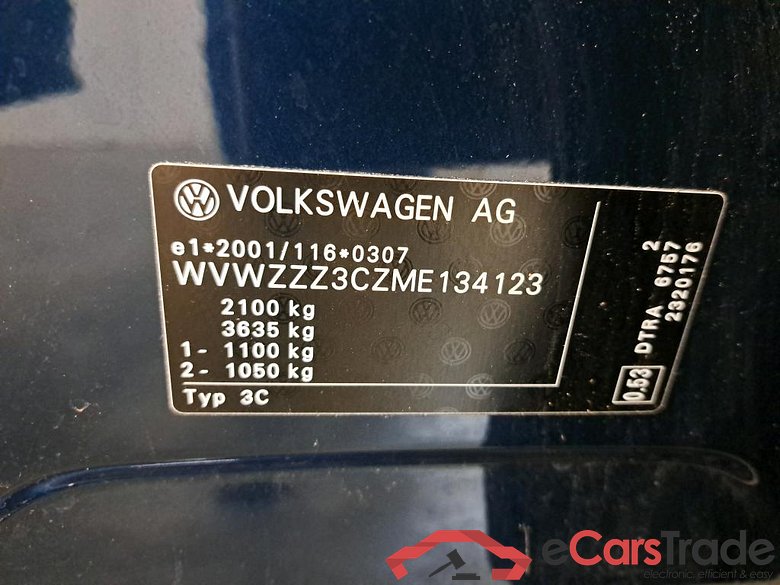 VOLKSWAGEN AG
e1*2001/116*0307
WVWZZZ3CZME134123
2100 kg
3635 kg
1- 1100 kg
2- 1050 kg
Typ 3C
0.53 DTRA 6757 2
2320176
eCarsTrade
electronic, efficient & easy